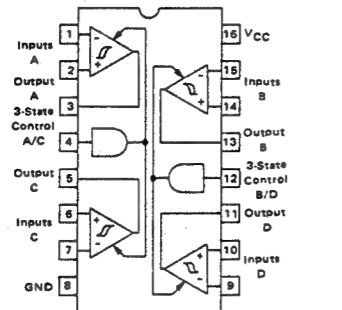 1
Inputs
A
2
Output
A
3
3-State
Control
A/C
4
Output
C
5
6
Inputs
C
7
GND 8
16 VCC
15
Inputs
B
14
13 Output
B
12 3-State
Control
B/D
11 Output
D
10
Inputs
D
9
- + + - - + + -